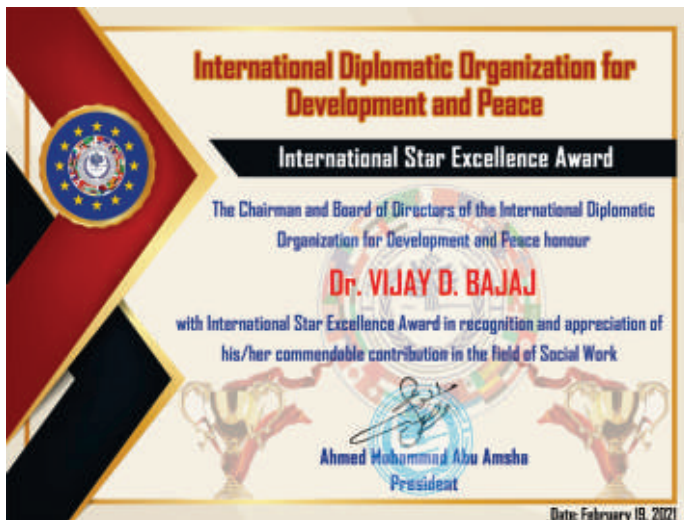 International Diplomatic Organization for
Development and Peace
International Star Excellence Award
The Chairman and Board of Directors of the International Diplomatic
Organization for Development and Peace honour
Dr. VIJAY D. BAJAJ
with International Star Excellence Award in recognition and appreciation of
his/her commendable contribution in the field of Social Work
Ahmed Mohammad Abu Amsha
President
Date: February 19, 2021